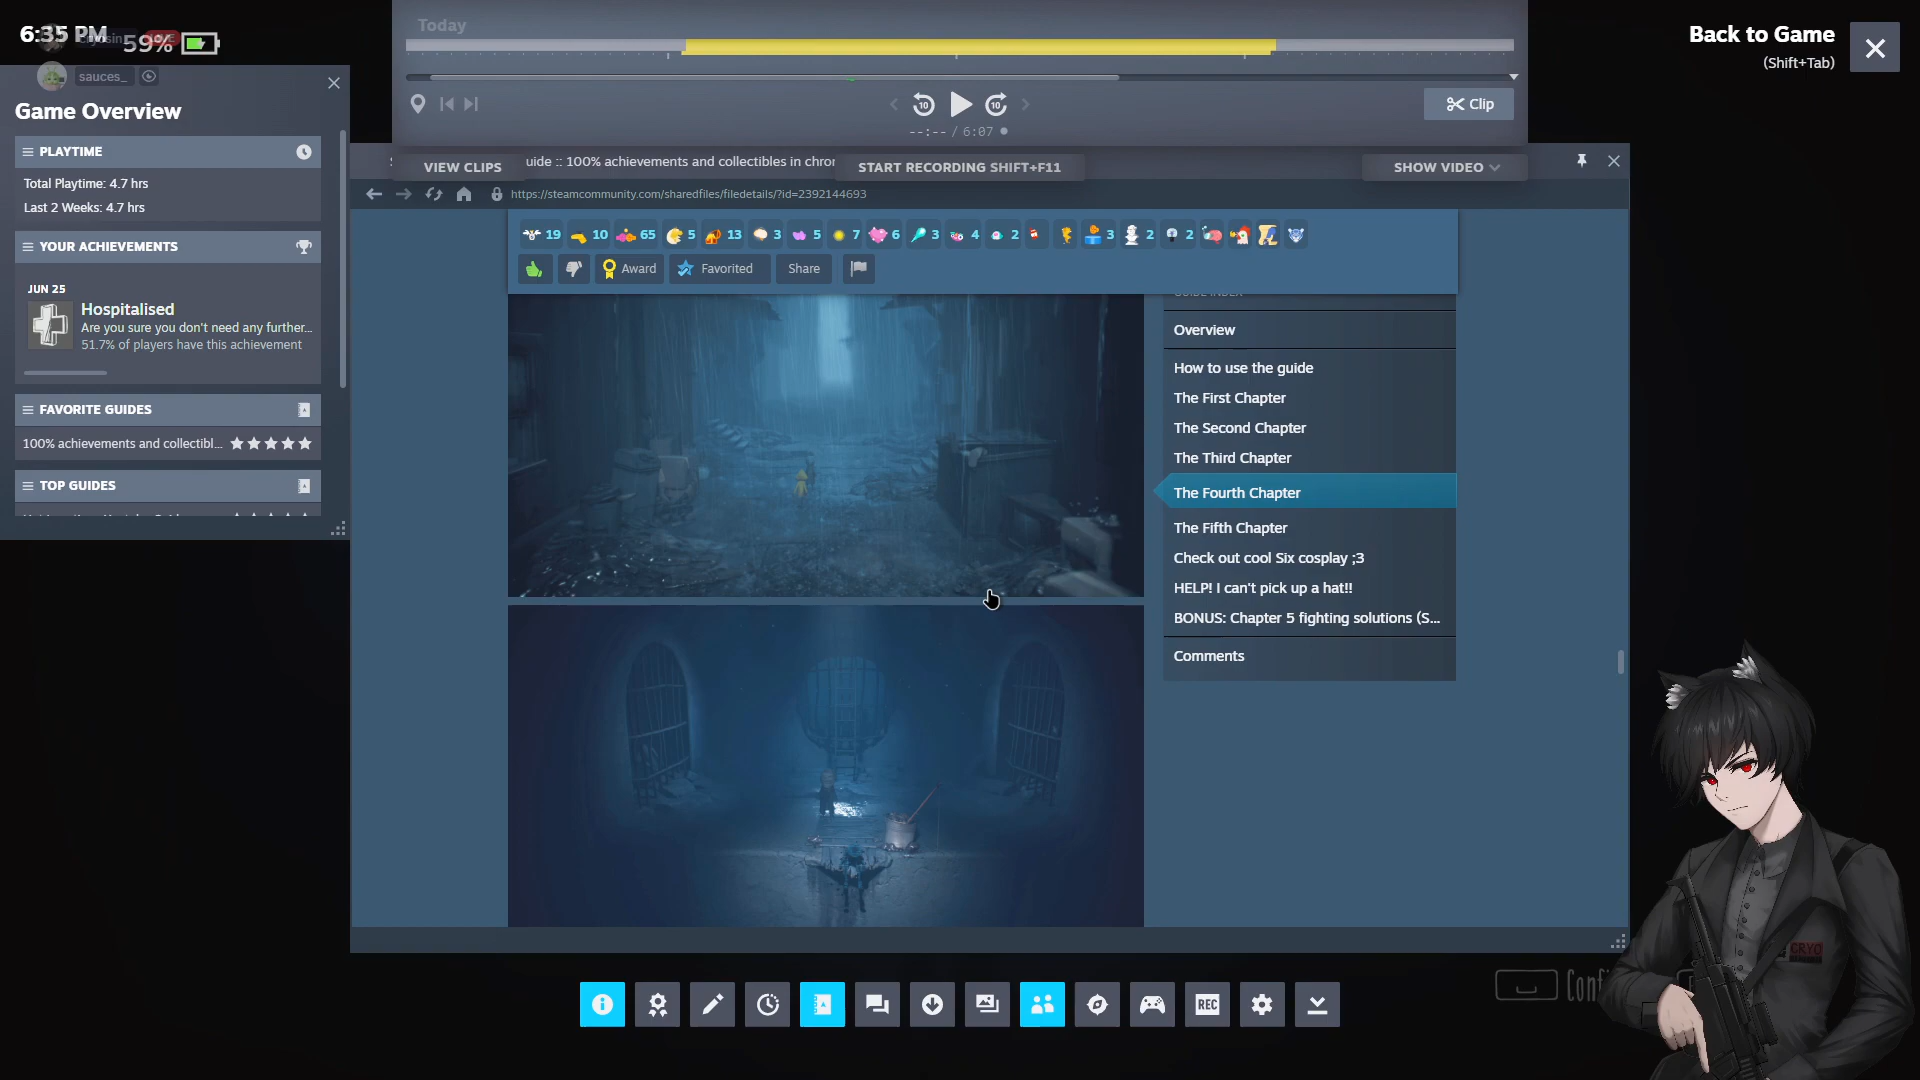 6:35 PM
59%
Today
Back to Game
(Shift+Tab)
sauces_
Game Overview
PLAYTIME
Total Playtime: 4.7 hrs
Last 2 Weeks: 4.7 hrs
YOUR ACHIEVEMENTS
JUN 25
Hospitalised
Are you sure you don't need any further...
51.7% of players have this achievement
FAVORITE GUIDES
100% achievements and collectibl...
TOP GUIDES
10
10
Clip
--:-- / 6:07
VIEW CLIPS
uide :: 100% achievements and collectibles in chron
START RECORDING SHIFT+F11
SHOW VIDEO
https://steamcommunity.com/sharedfiles/filedetails/?id=2392144693
19 10 65 5 13 3 5 7 6 3 4 2 3 2 2
Award
Favorited
Share
GUIDE INDEX
Overview
How to use the guide
The First Chapter
The Second Chapter
The Third Chapter
The Fourth Chapter
The Fifth Chapter
Check out cool Six cosplay ;3
HELP! I can't pick up a hat!!
BONUS: Chapter 5 fighting solutions (S...
Comments
CRYO
Confi
REC